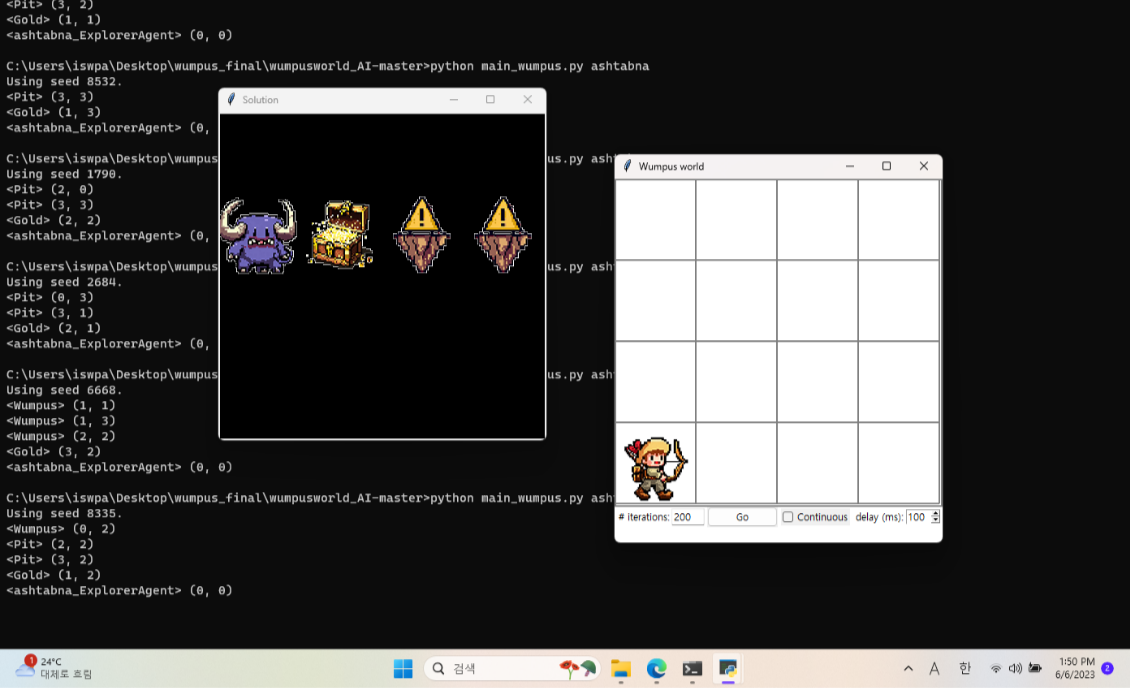 <Pit> (3, 2)
<Gold> (1, 1)
<ashtabna_ExplorerAgent> (0, 0)
C:\Users\iswpa\Desktop\wumpus_final\wumpusworld_AI-master>python main_wumpus.py ashtabna
Using seed 8532.
<Pit> (3, 3)
<Gold> (1, 3)
<ashtabna_ExplorerAgent> (0,
C:\Users\iswpa\Desktop\wumpus
us.py asht
Using seed 1790.
<Pit> (2, 0)
<Pit> (3, 3)
<Gold> (2, 2)
<ashtabna_ExplorerAgent> (0,
C:\Users\iswpa\Desktop\wumpus
us.py asht
Using seed 2684.
<Pit> (0, 3)
<Pit> (3, 1)
<Gold> (2, 1)
<ashtabna_ExplorerAgent> (0,
C:\Users\iswpa\Desktop\wumpus
us.py asht
Using seed 6668.
<Wumpus> (1, 1)
<Wumpus> (1, 3)
<Wumpus> (2, 2)
<Gold> (3, 2)
<ashtabna_ExplorerAgent> (0, 0)
C:\Users\iswpa\Desktop\wumpus_final\wumpusworld_AI-master>python main_wumpus.py asht
Using seed 8335.
<Wumpus> (0, 2)
<Pit> (2, 2)
<Pit> (3, 2)
<Gold> (1, 2)
<ashtabna_ExplorerAgent> (0, 0)
Solution
Wumpus world
# iterations: 200 Go Continuous delay (ms): 100
1
24°C
대체로 흐림
검색
A 한
1:50 PM
6/6/2023
2